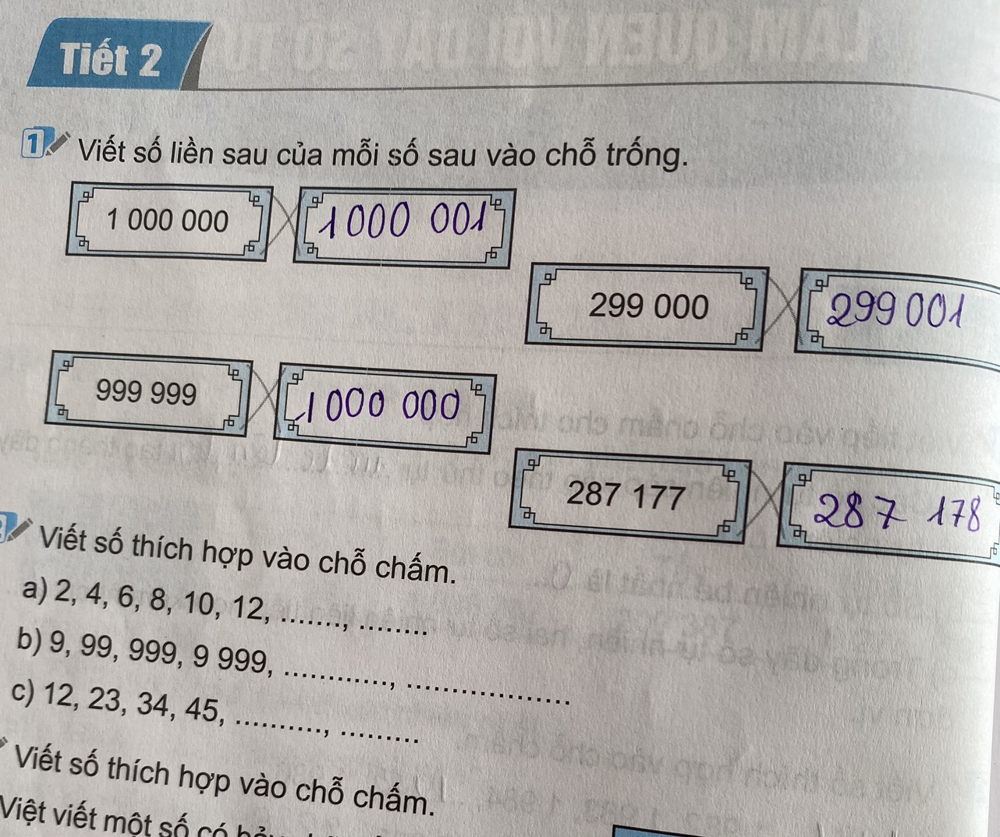 Tiết 2
1 Viết số liền sau của mỗi số sau vào chỗ trống.
1 000 000 1 000 001
299 000 299 001
999 999 1 000 000
287 177 287 178
Viết số thích hợp vào chỗ chấm.
a) 2, 4, 6, 8, 10, 12, ......., ........
b) 9, 99, 999, 9 999, ............, ..................
c) 12, 23, 34, 45, .........., .........
Viết số thích hợp vào chỗ chấm.
Việt viết một số có